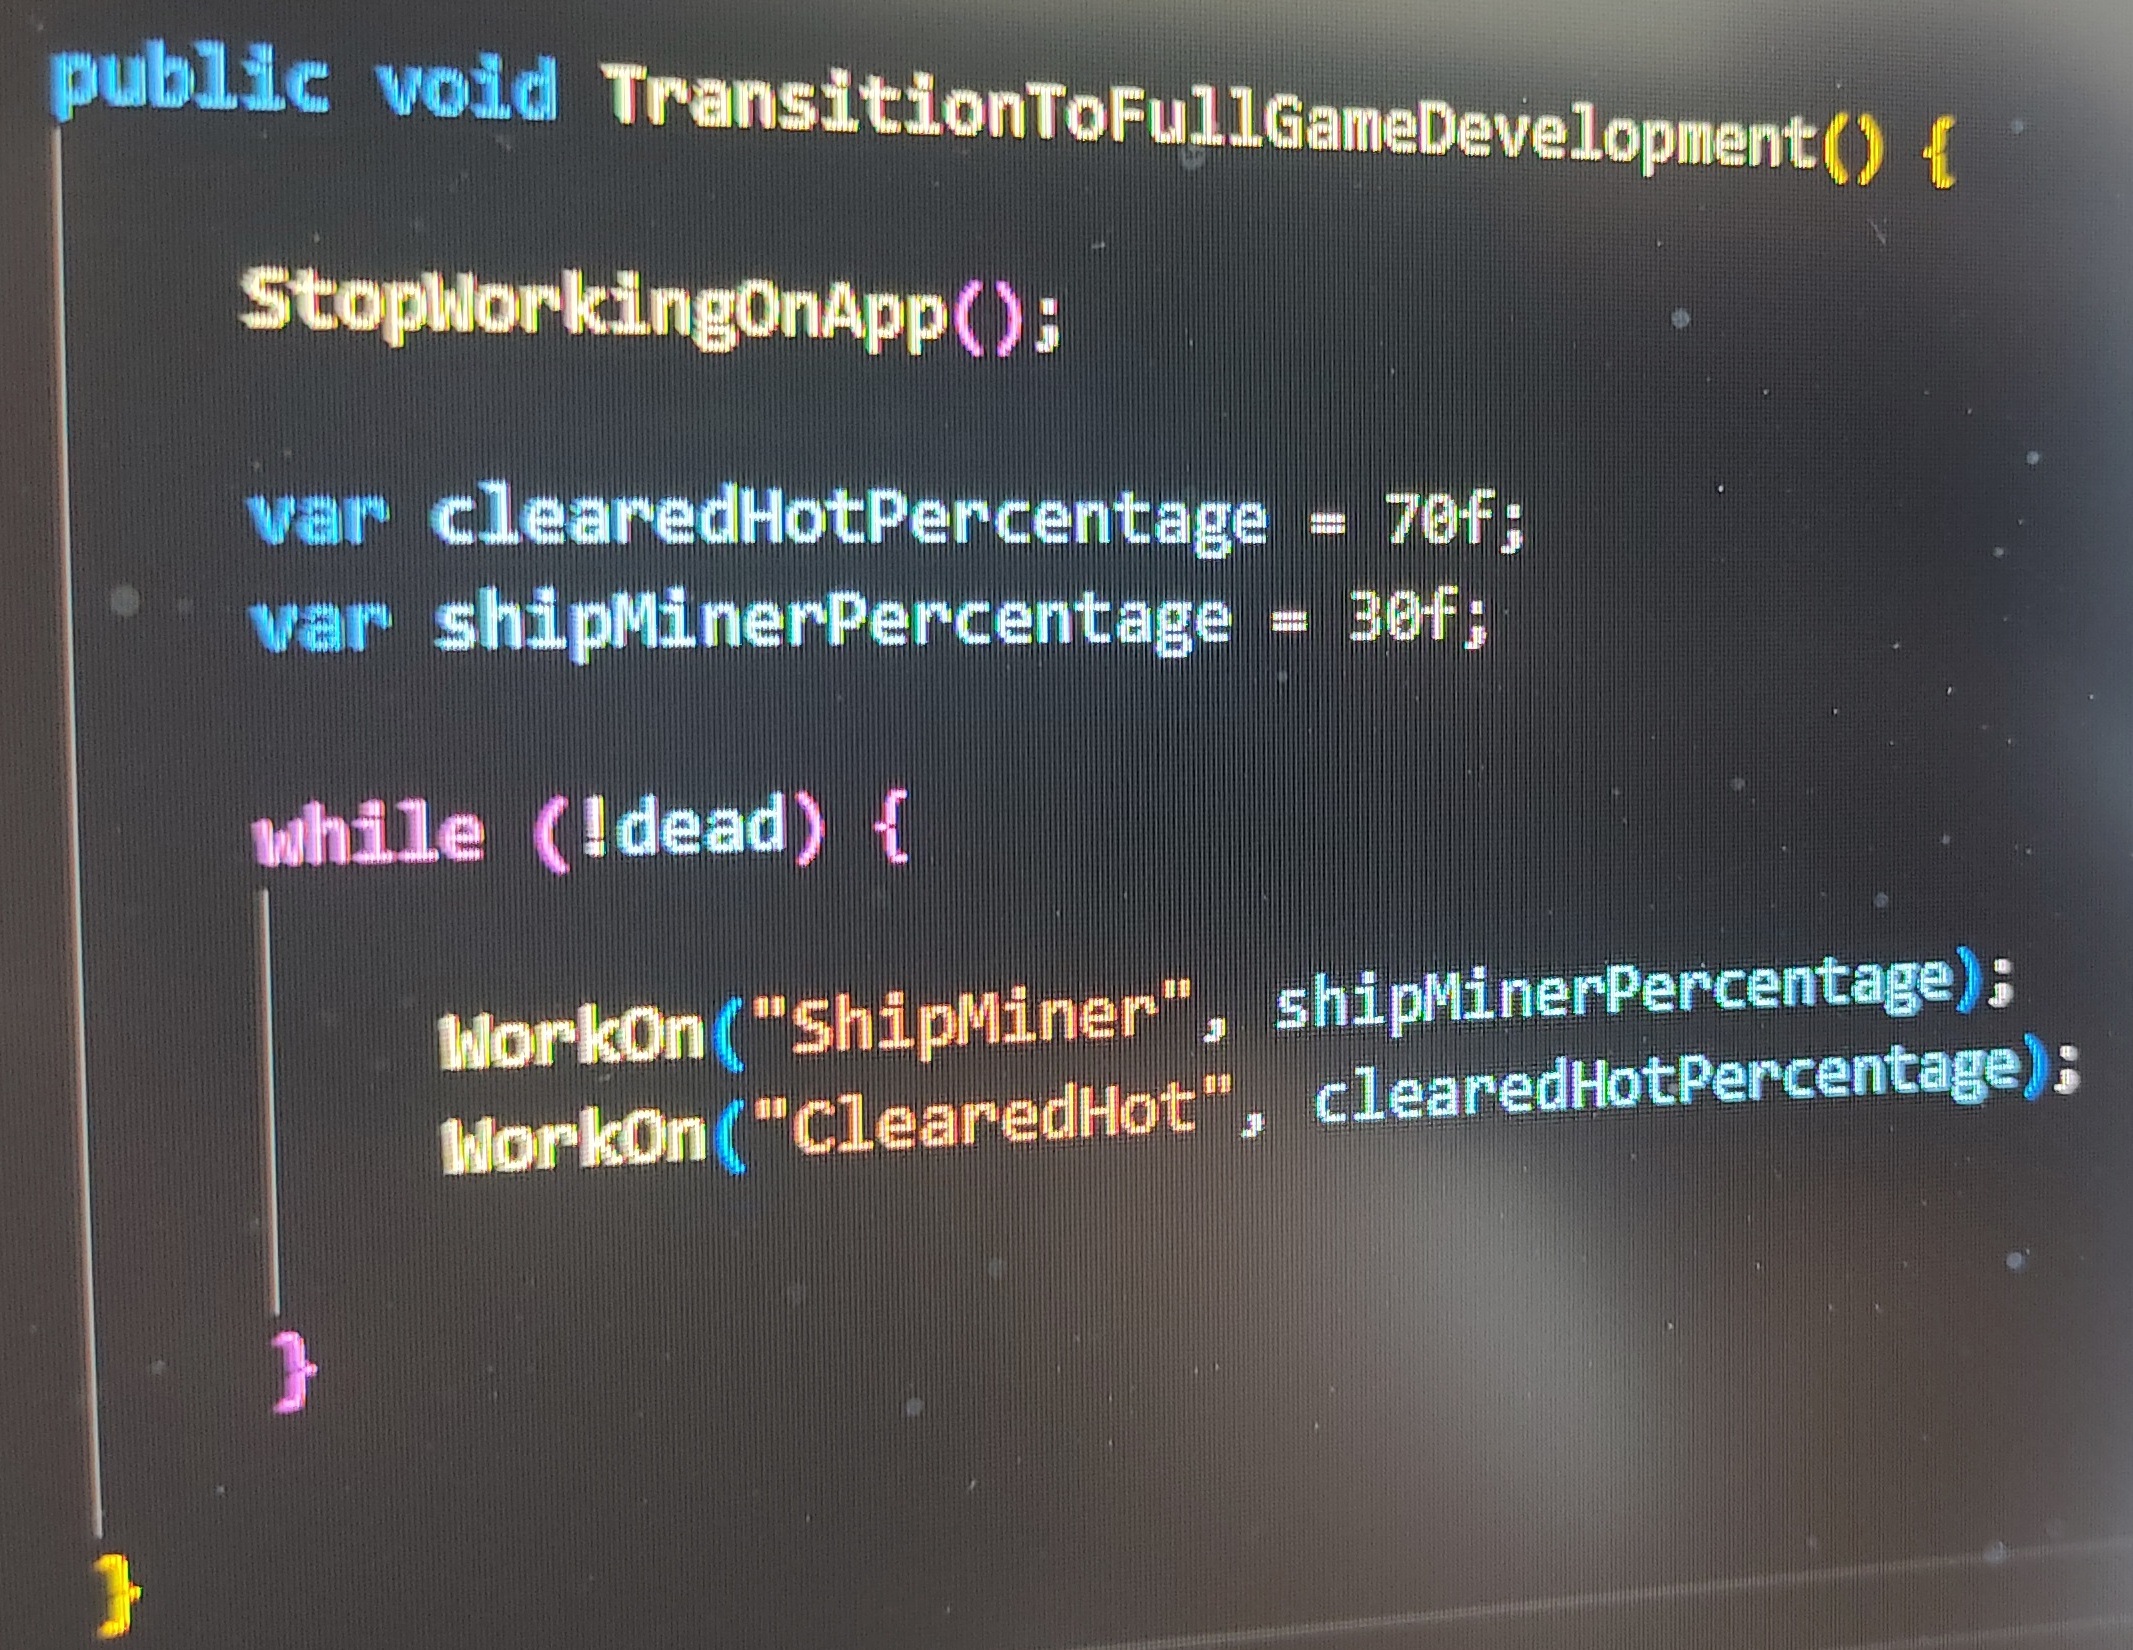 public void TransitionToFullGameDevelopment() {
StopWorkingOnApp();
var clearedHotPercentage = 70f;
var shipMinerPercentage = 30f;
while (!dead) {
WorkOn("ShipMiner", shipMinerPercentage);
WorkOn("ClearedHot", clearedHotPercentage);
}
}